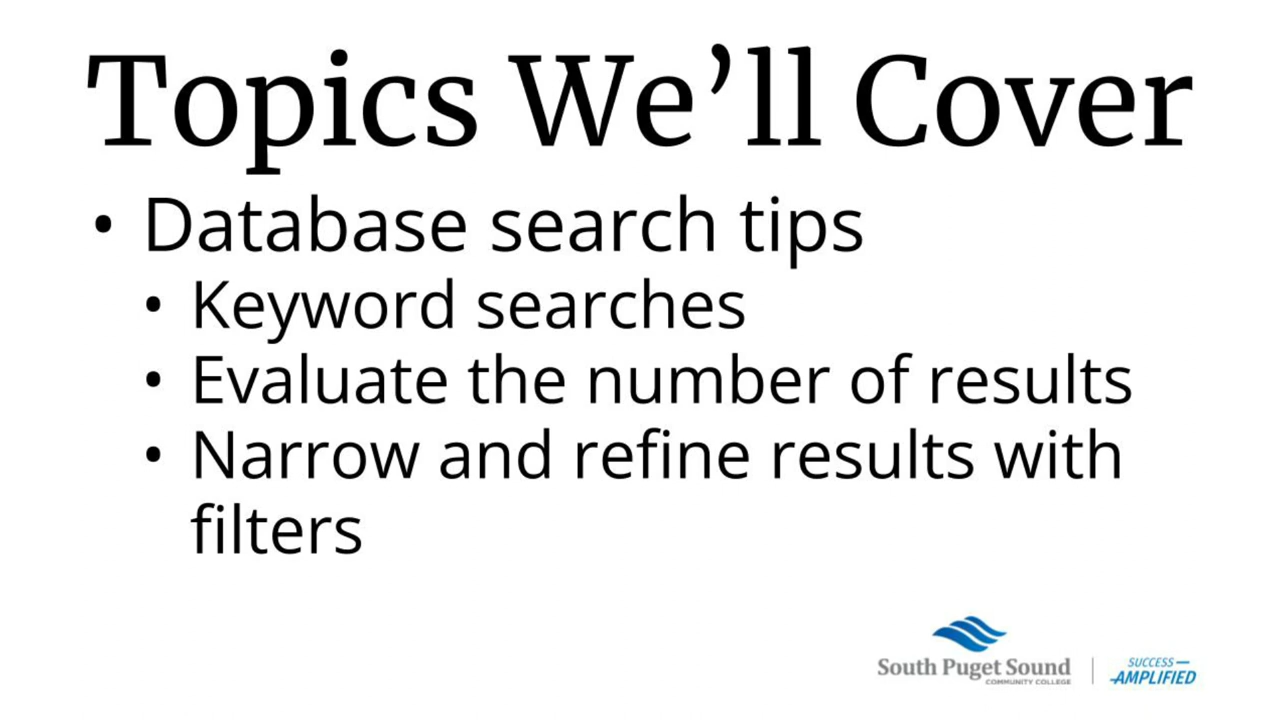 Topics We’ll Cover
• Database search tips
• Keyword searches
• Evaluate the number of results
• Narrow and refine results with
filters
South Puget Sound
COMMUNITY COLLEGE
SUCCESS
AMPLIFIED